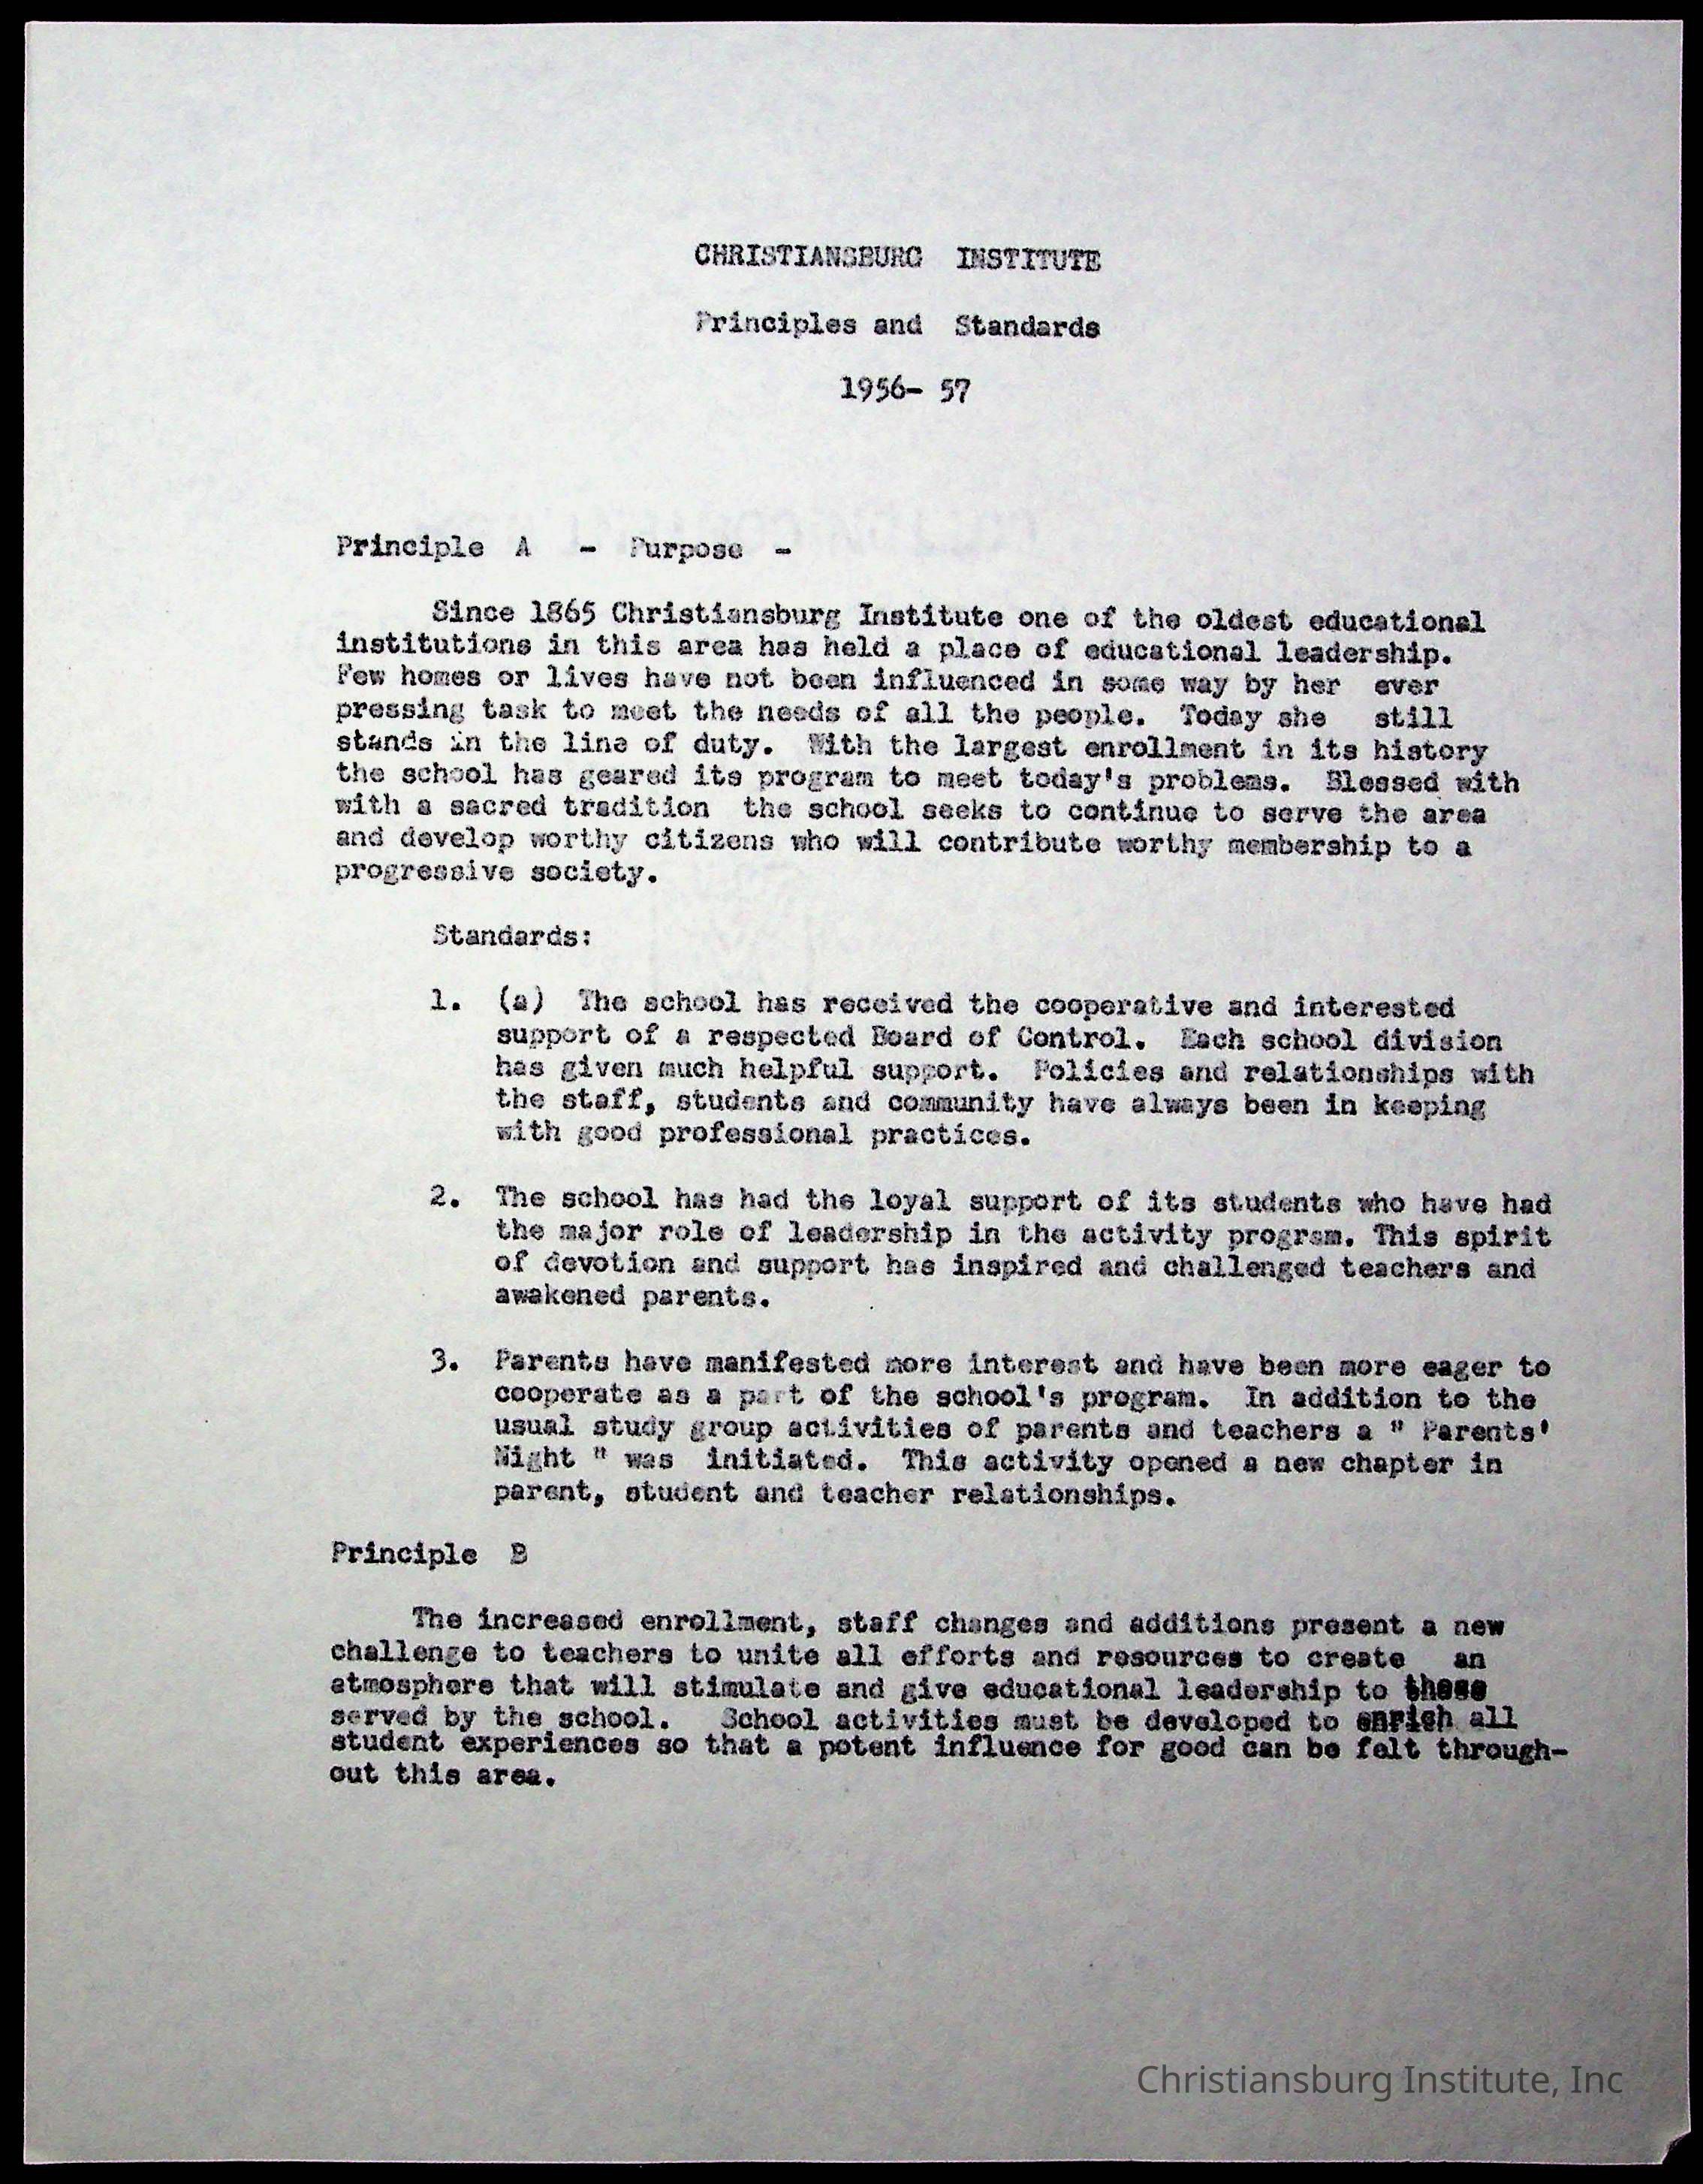 CHRISTIANSBURG INSTITUTE
Principles and Standards
1956- 57
Principle A - Purpose -
Since 1865 Christiansburg Institute one of the oldest educational
institutions in this area has held a place of educational leadership.
Few homes or lives have not been influenced in some way by her ever
pressing task to meet the needs of all the people. Today she still
stands in the line of duty. With the largest enrollment in its history
the school has geared its program to meet today's problems. Blessed with
with a sacred tradition the school seeks to continue to serve the area
and develop worthy citizens who will contribute worthy membership to a
progressive society.
Standards:
1. (a) The school has received the cooperative and interested
support of a respected Board of Control. Each school division
has given much helpful support. Policies and relationships with
the staff, students and community have always been in keeping
with good professional practices.
2. The school has had the loyal support of its students who have had
the major role of leadership in the activity program. This spirit
of devotion and support has inspired and challenged teachers and
awakened parents.
3. Parents have manifested more interest and have been more eager to
cooperate as a part of the school's program. In addition to the
usual study group activities of parents and teachers a " Parents'
Night " was initiated. This activity opened a new chapter in
parent, student and teacher relationships.
Principle B
The increased enrollment, staff changes and additions present a new
challenge to teachers to unite all efforts and resources to create an
atmosphere that will stimulate and give educational leadership to those
served by the school. School activities must be developed to enrich all
student experiences so that a potent influence for good can be felt through-
out this area.
Christiansburg Institute, Inc